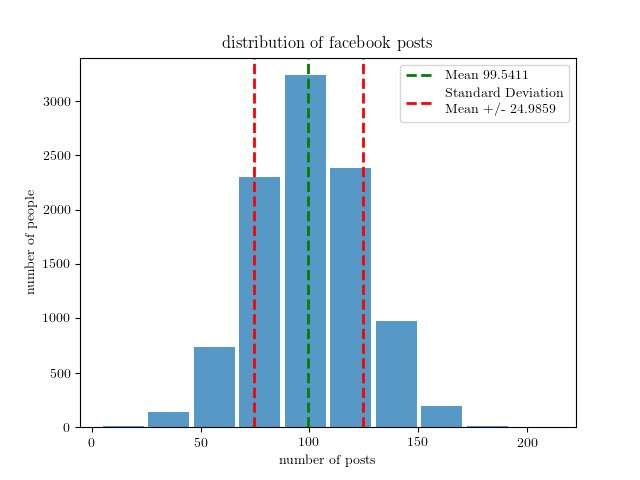 distribution of facebook posts
Mean 99.5411
Standard Deviation
Mean +/- 24.9859
3000
2500
2000
1500
1000
500
0
number of people
0 50 100 150 200
number of posts